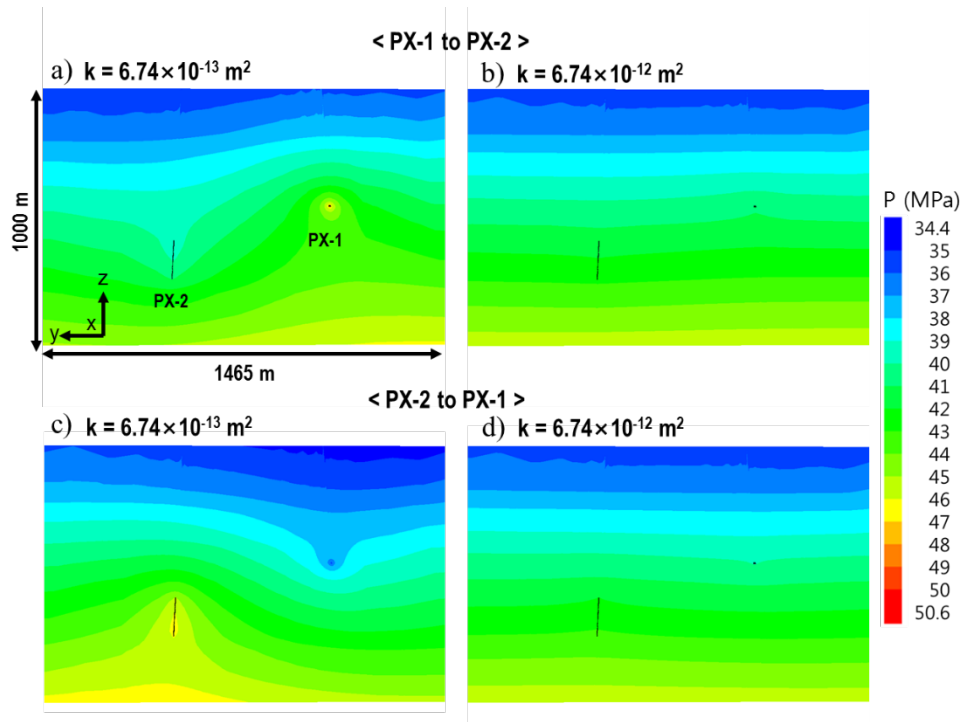 < PX-1 to PX-2 >
a) k = 6.74×10⁻¹³ m²
b) k = 6.74×10⁻¹² m²
1000 m
PX-1
PX-2
z
x
y
1465 m
P (MPa)
34.4
35
36
37
38
39
40
41
42
43
44
45
46
47
48
49
50
50.6
< PX-2 to PX-1 >
c) k = 6.74×10⁻¹³ m²
d) k = 6.74×10⁻¹² m²